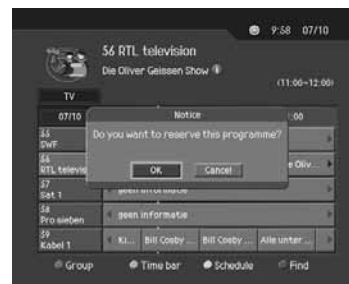 9:58 07/10
56 RTL television
Die Oliver Geissen Show
(11:00~12:00)
TV
07/10
Notice
:00
Do you want to reserve this programme?
OK Cancel
55
SWF
56
RTL televisie
e Oliv...
57
Sat 1
geen informatie
58
Pro sieben
geen informatie
59
Kabel 1
Ki... Bill Cosby ... Bill Cosby ... Alle unter ...
Group Time bar Schedule Find